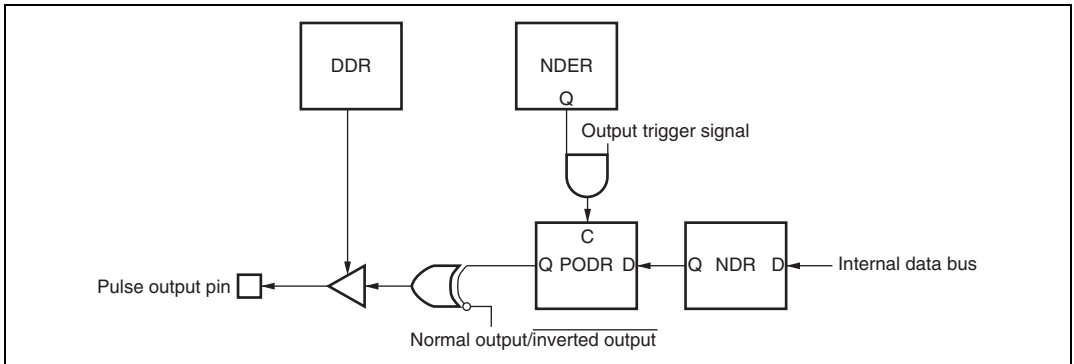 DDR
NDER
Q
Output trigger signal
C
Q PODR D
Q NDR D
Internal data bus
Pulse output pin
Normal output/inverted output